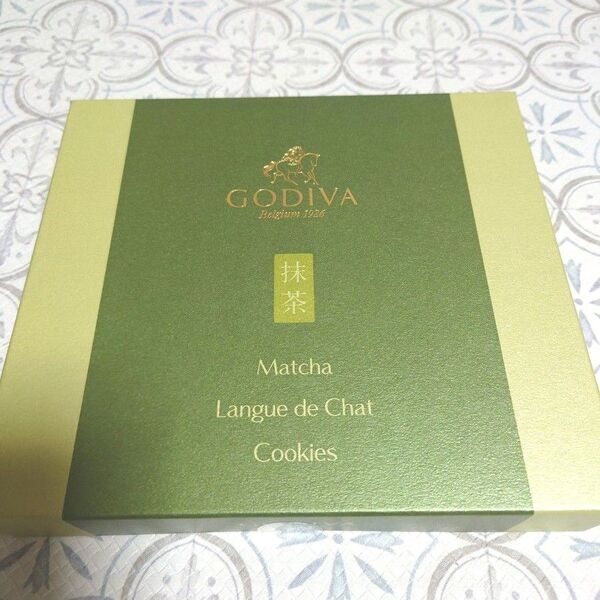 GODIVA
Belgium 1926
抹茶
Matcha
Langue de Chat
Cookies